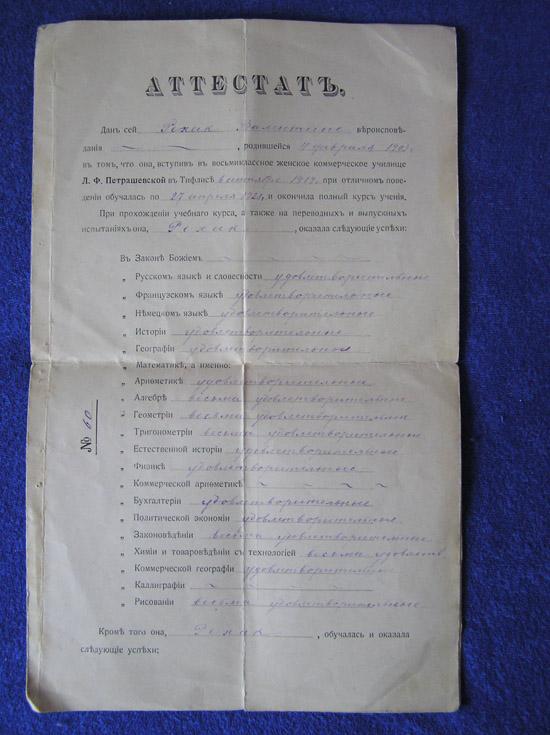 АТТЕСТАТЪ.
Данъ сей Рехик Валентине вѣроисповѣ-
данія , родившейся 7 февраля 1903,
въ томъ, что она, вступивъ въ восьмиклассное женское коммерческое училище
Л. Ф. Петрашевской въ Тифлисѣ въ 1919, при отличномъ пове-
деніи обучалась по 27 апреля 1921, и окончила полный курсъ ученія.
При прохожденіи учебнаго курса, а также на переводныхъ и выпускныхъ
испытаніяхъ она, Рехик , оказала слѣдующіе успѣхи:
Въ Законѣ Божіемъ
„ Русскомъ языкѣ и словесности удовлетворительные
„ Французскомъ языкѣ удовлетворительные
„ Нѣмецкомъ языкѣ удовлетворительные
„ Исторіи удовлетворительные
„ Географіи удовлетворительные
„ Математикѣ, а именно:
„ Ариѳметикѣ удовлетворительные
„ Алгебрѣ весьма удовлетворительные
„ Геометріи весьма удовлетворительные
„ Тригонометріи весьма удовлетворительные
„ Естественной исторіи удовлетворительные
„ Физикѣ удовлетворительные
„ Коммерческой ариѳметикѣ
„ Бухгалтеріи удовлетворительные
„ Политической экономіи удовлетворительные
„ Законовѣдѣніи весьма удовлетворительные
„ Химіи и товаровѣдѣніи съ технологіей весьма удовлетв
„ Коммерческой географіи удовлетворительные
„ Каллиграфіи
„ Рисованіи весьма удовлетворительные
Кромѣ того она, Рехик , обучалась и оказала
слѣдующіе успѣхи:
№ 60